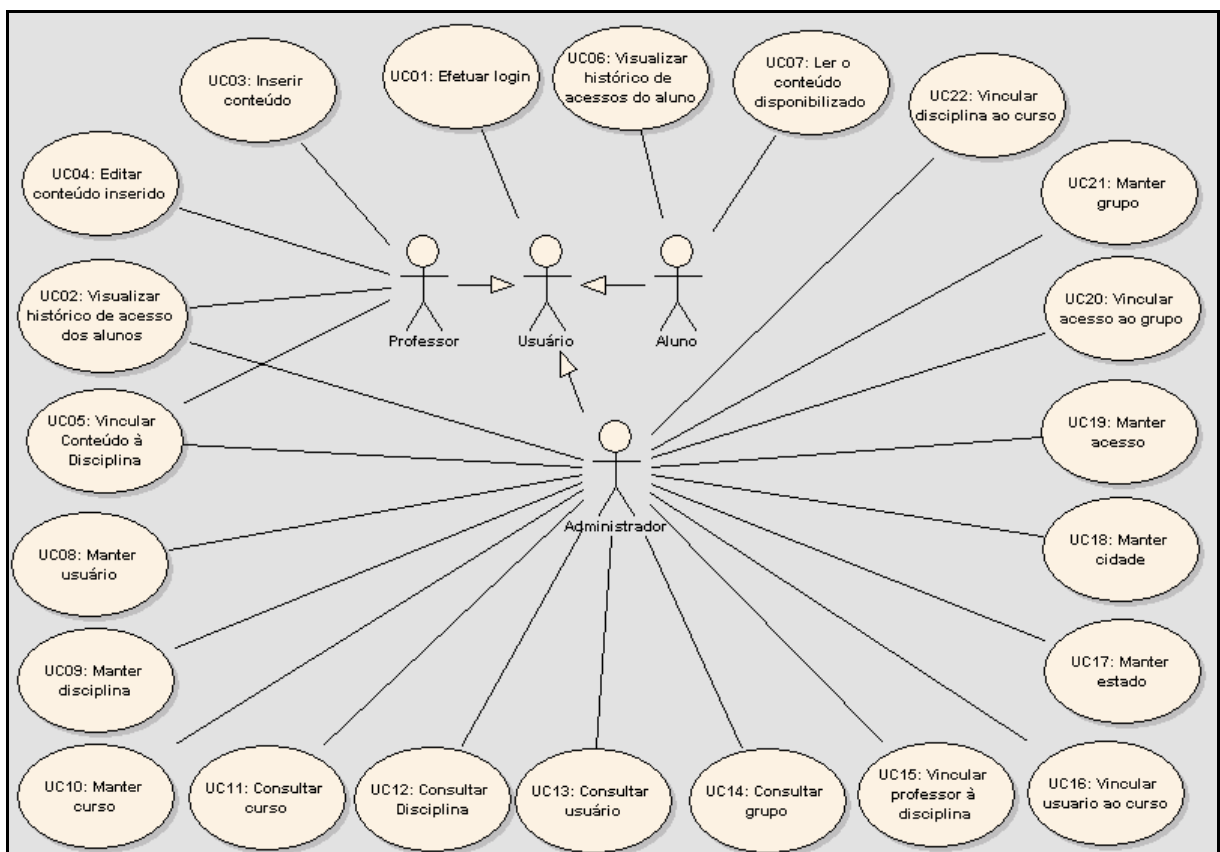 UC03: Inserir
conteúdo
UC01: Efetuar login
UC06: Visualizar
histórico de
acessos do aluno
UC07: Ler o
conteúdo
disponibilizado
UC22: Vincular
disciplina ao curso
UC04: Editar
conteúdo inserido
UC21: Manter
grupo
UC02: Visualizar
histórico de acesso
dos alunos
UC20: Vincular
acesso ao grupo
Professor
Usuário
Aluno
UC05: Vincular
Conteúdo à
Disciplina
UC19: Manter
acesso
Administrador
UC08: Manter
usuário
UC18: Manter
cidade
UC09: Manter
disciplina
UC17: Manter
estado
UC10: Manter
curso
UC11: Consultar
curso
UC12: Consultar
Disciplina
UC13: Consultar
usuário
UC14: Consultar
grupo
UC15: Vincular
professor à
disciplina
UC16: Vincular
usuario ao curso